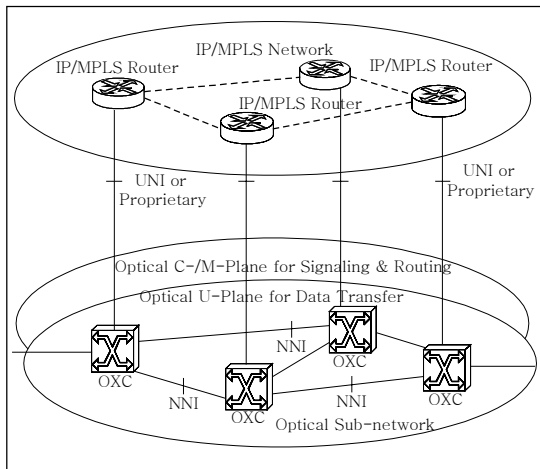 IP/MPLS Network
IP/MPLS Router
IP/MPLS Router
IP/MPLS Router
UNI or
Proprietary
UNI or
Proprietary
Optical C-/M-Plane for Signaling & Routing
Optical U-Plane for Data Transfer
NNI
OXC
OXC
NNI
NNI
OXC
OXC
Optical Sub-network